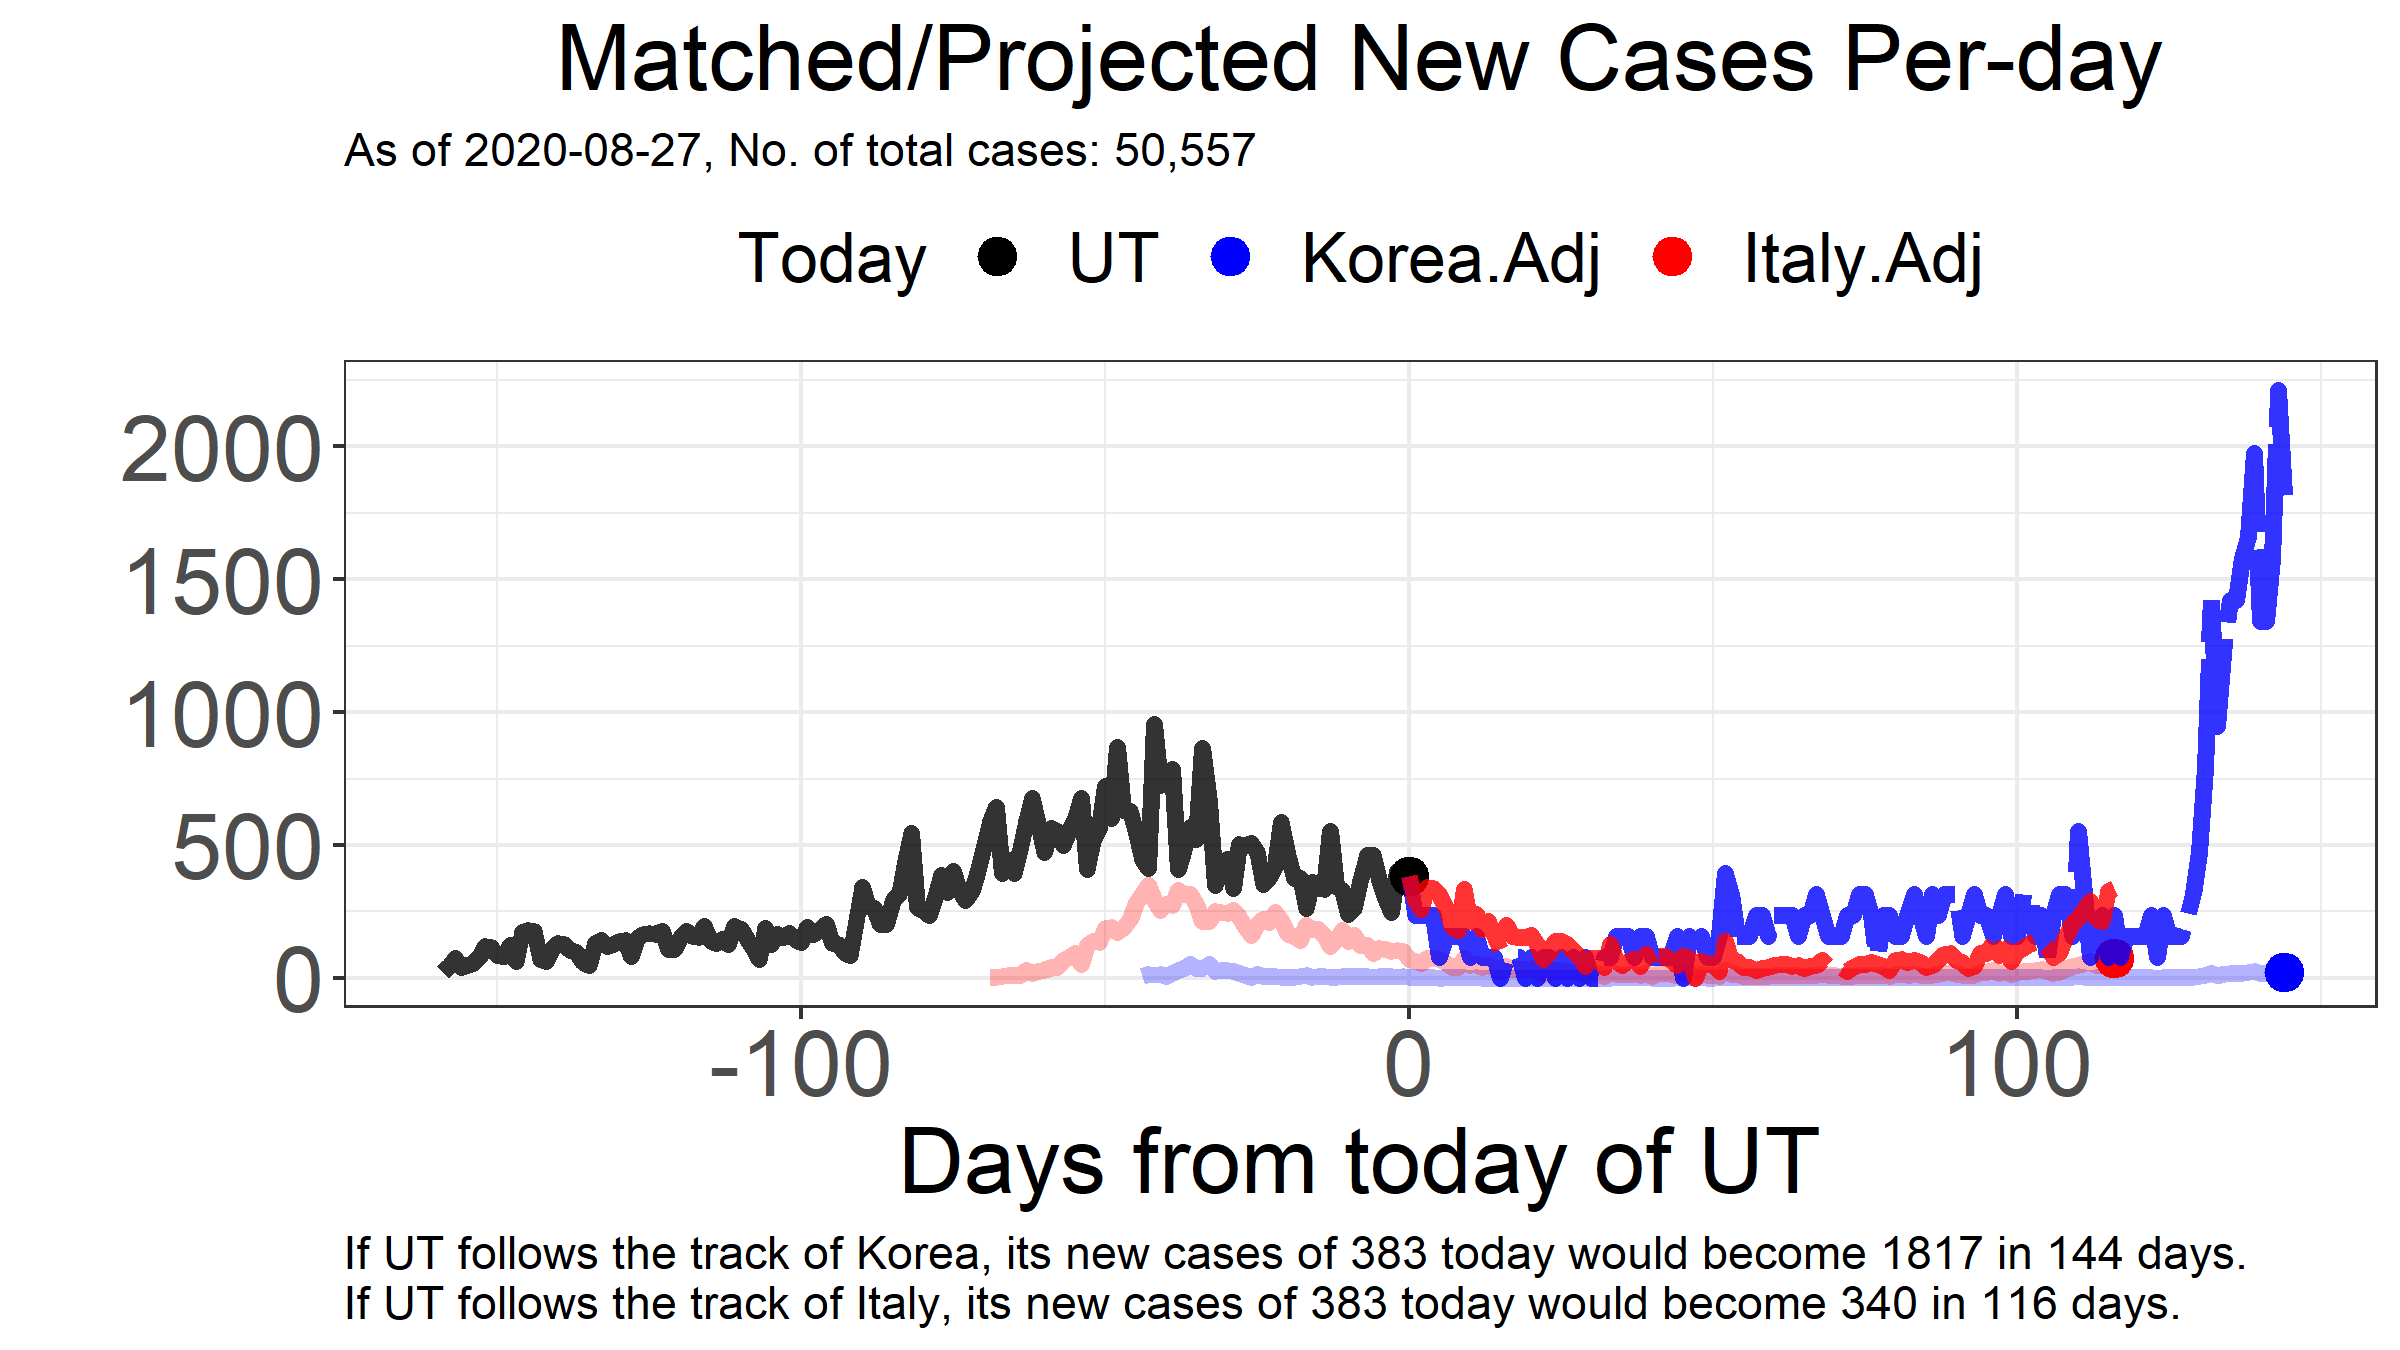 Matched/Projected New Cases Per-day
As of 2020-08-27, No. of total cases: 50,557
Today UT Korea.Adj Italy.Adj
2000
1500
1000
500
0
-100 0 100
Days from today of UT
If UT follows the track of Korea, its new cases of 383 today would become 1817 in 144 days.
If UT follows the track of Italy, its new cases of 383 today would become 340 in 116 days.